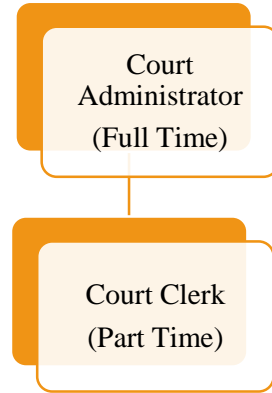 Court
Administrator
(Full Time)
Court Clerk
(Part Time)